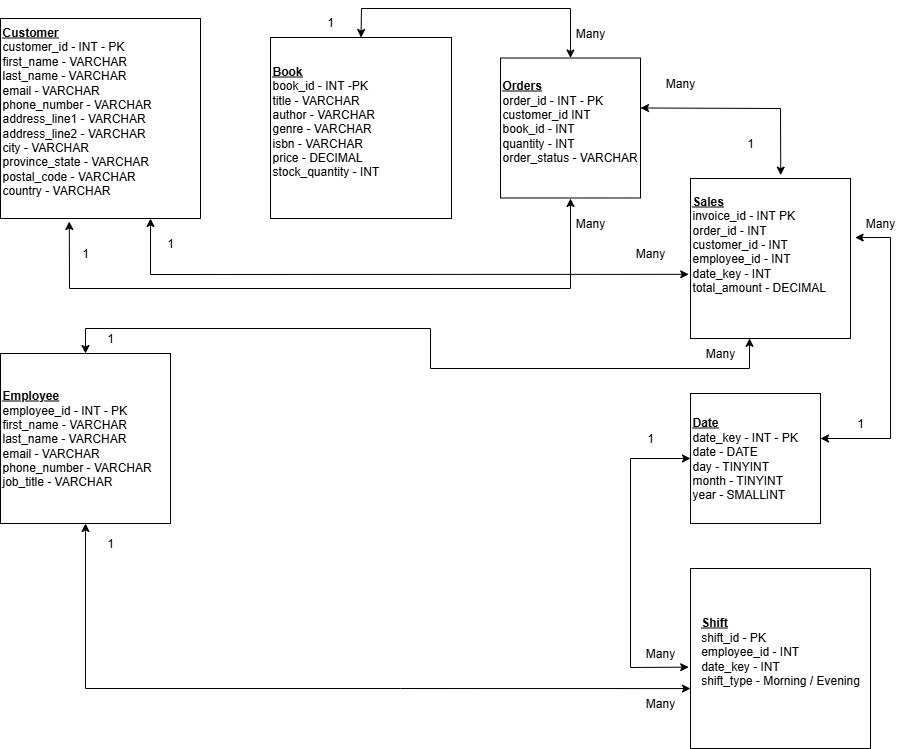 Customer
customer_id - INT - PK
first_name - VARCHAR
last_name - VARCHAR
email - VARCHAR
phone_number - VARCHAR
address_line1 - VARCHAR
address_line2 - VARCHAR
city - VARCHAR
province_state - VARCHAR
postal_code - VARCHAR
country - VARCHAR
1
Many
Book
book_id - INT -PK
title - VARCHAR
author - VARCHAR
genre - VARCHAR
isbn - VARCHAR
price - DECIMAL
stock_quantity - INT
Orders
order_id - INT - PK
customer_id INT
book_id - INT
quantity - INT
order_status - VARCHAR
Many
1
Sales
invoice_id - INT PK
order_id - INT
customer_id - INT
employee_id - INT
date_key - INT
total_amount - DECIMAL
Many
Many
1
1
Many
1
Many
Employee
employee_id - INT - PK
first_name - VARCHAR
last_name - VARCHAR
email - VARCHAR
phone_number - VARCHAR
job_title - VARCHAR
1
Date
date_key - INT - PK
date - DATE
day - TINYINT
month - TINYINT
year - SMALLINT
1
1
Shift
shift_id - PK
employee_id - INT
date_key - INT
shift_type - Morning / Evening
Many
Many